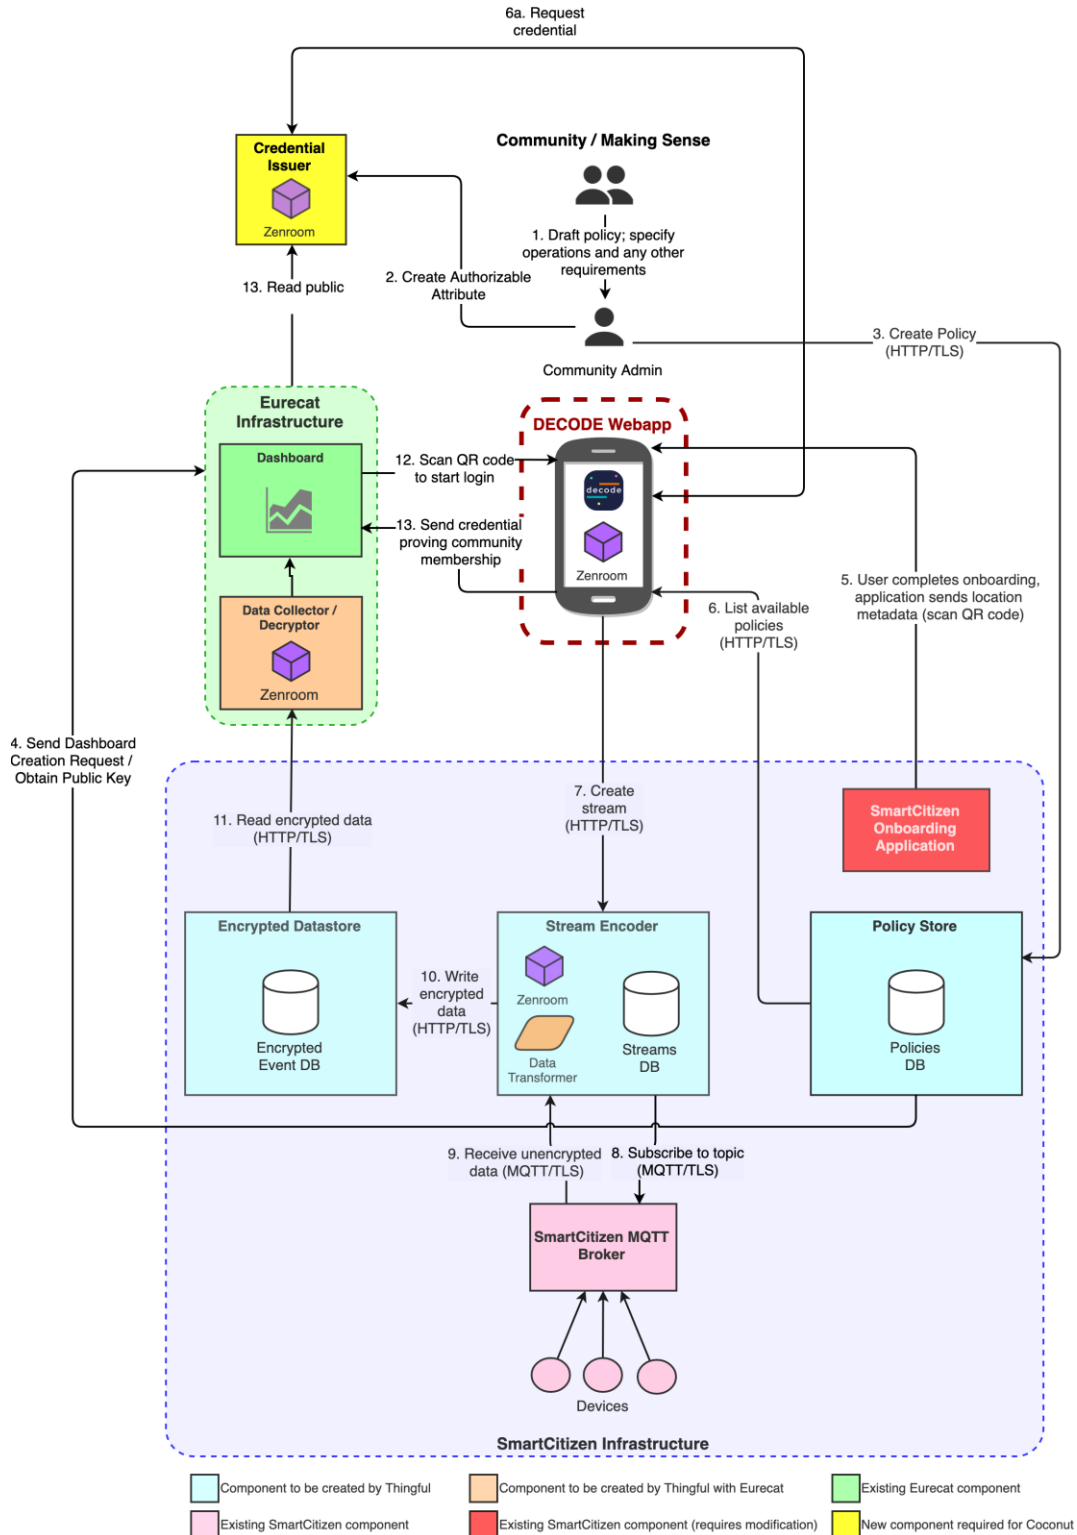 6a. Request
credential
Credential
Issuer
Zenroom
Community / Making Sense
1. Draft policy; specify
operations and any other
requirements
2. Create Authorizable
Attribute
13. Read public
3. Create Policy
(HTTP/TLS)
Community Admin
Eurecat
Infrastructure
Dashboard
DECODE Webapp
12. Scan QR code
to start login
decode
13. Send credential
proving community
membership
Zenroom
5. User completes onboarding,
application sends location
metadata (scan QR code)
6. List available
policies
(HTTP/TLS)
Data Collector /
Decryptor
Zenroom
4. Send Dashboard
Creation Request /
Obtain Public Key
7. Create
stream
(HTTP/TLS)
11. Read encrypted data
(HTTP/TLS)
SmartCitizen
Onboarding
Application
Encrypted Datastore
Encrypted
Event DB
10. Write
encrypted
data
(HTTP/TLS)
Stream Encoder
Zenroom
Data
Transformer
Streams
DB
Policy Store
Policies
DB
9. Receive unencrypted
data (MQTT/TLS)
8. Subscribe to topic
(MQTT/TLS)
SmartCitizen MQTT
Broker
Devices
SmartCitizen Infrastructure
Component to be created by Thingful
Component to be created by Thingful with Eurecat
Existing Eurecat component
Existing SmartCitizen component
Existing SmartCitizen component (requires modification)
New component required for Coconut